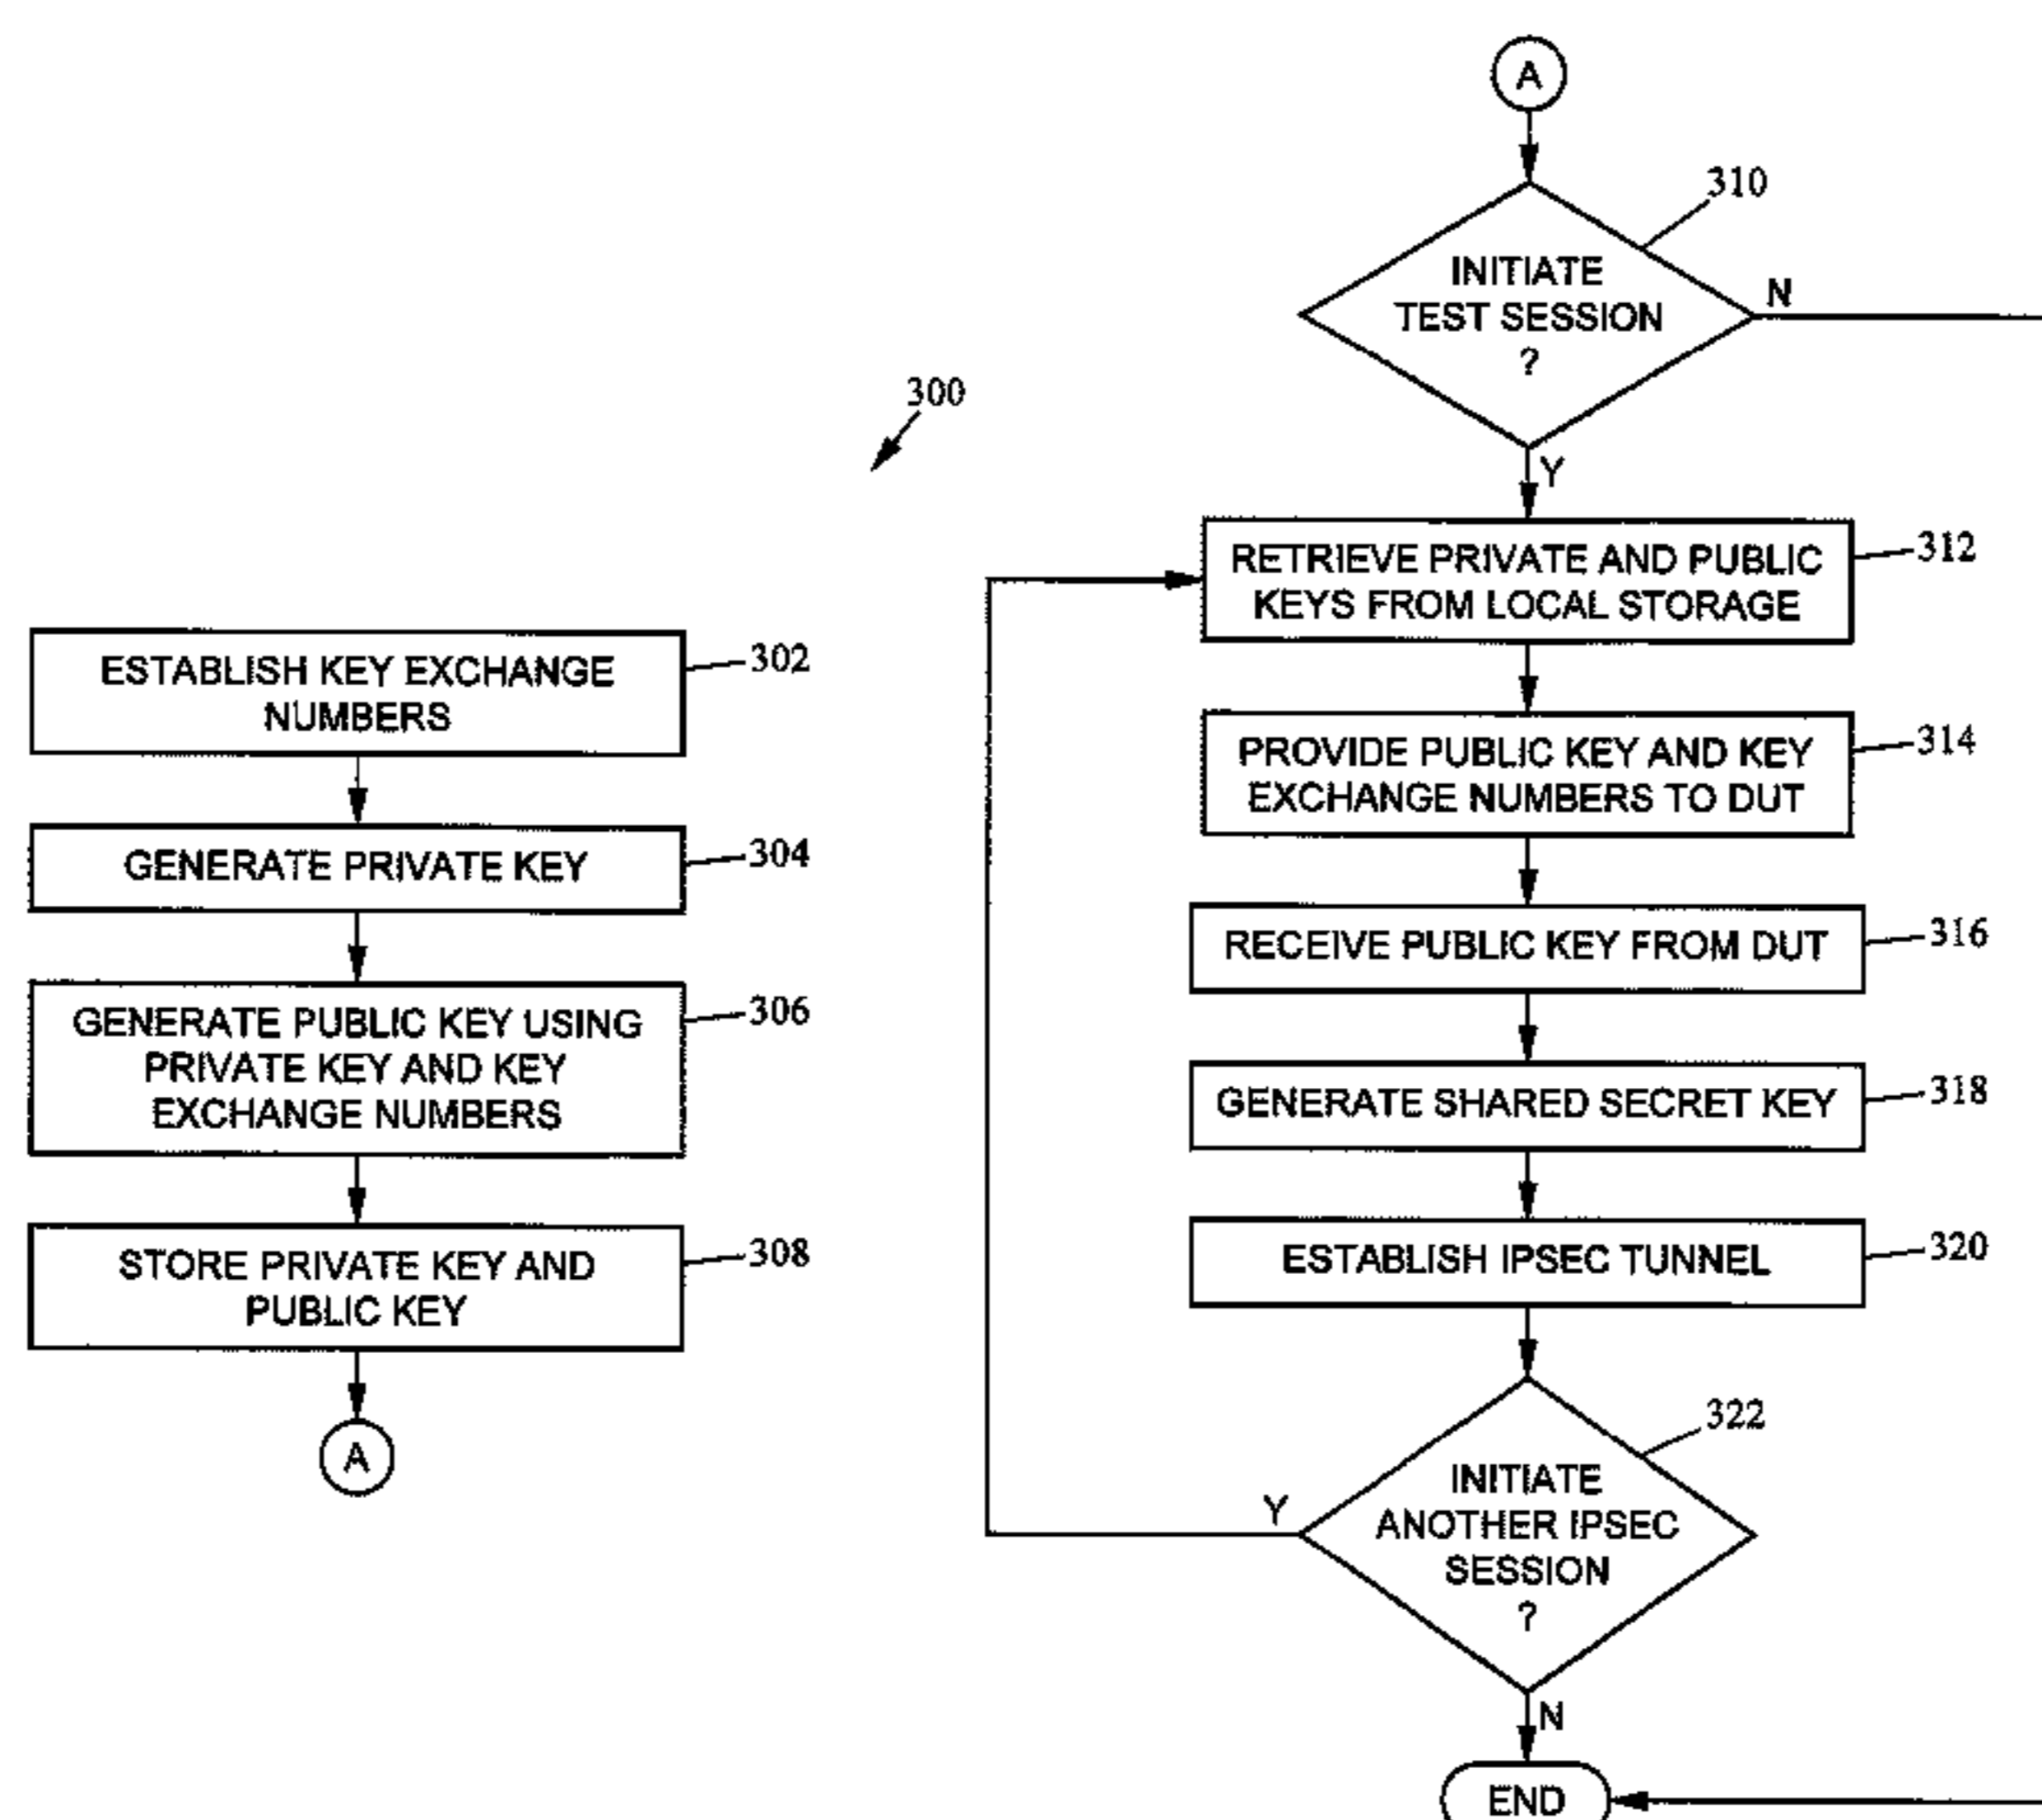 300
ESTABLISH KEY EXCHANGE
NUMBERS
302
GENERATE PRIVATE KEY
304
GENERATE PUBLIC KEY USING
PRIVATE KEY AND KEY
EXCHANGE NUMBERS
306
STORE PRIVATE KEY AND
PUBLIC KEY
308
A
A
INITIATE
TEST SESSION
?
310
N
Y
RETRIEVE PRIVATE AND PUBLIC
KEYS FROM LOCAL STORAGE
312
PROVIDE PUBLIC KEY AND KEY
EXCHANGE NUMBERS TO DUT
314
RECEIVE PUBLIC KEY FROM DUT
316
GENERATE SHARED SECRET KEY
318
ESTABLISH IPSEC TUNNEL
320
INITIATE
ANOTHER IPSEC
SESSION
?
322
Y
N
END